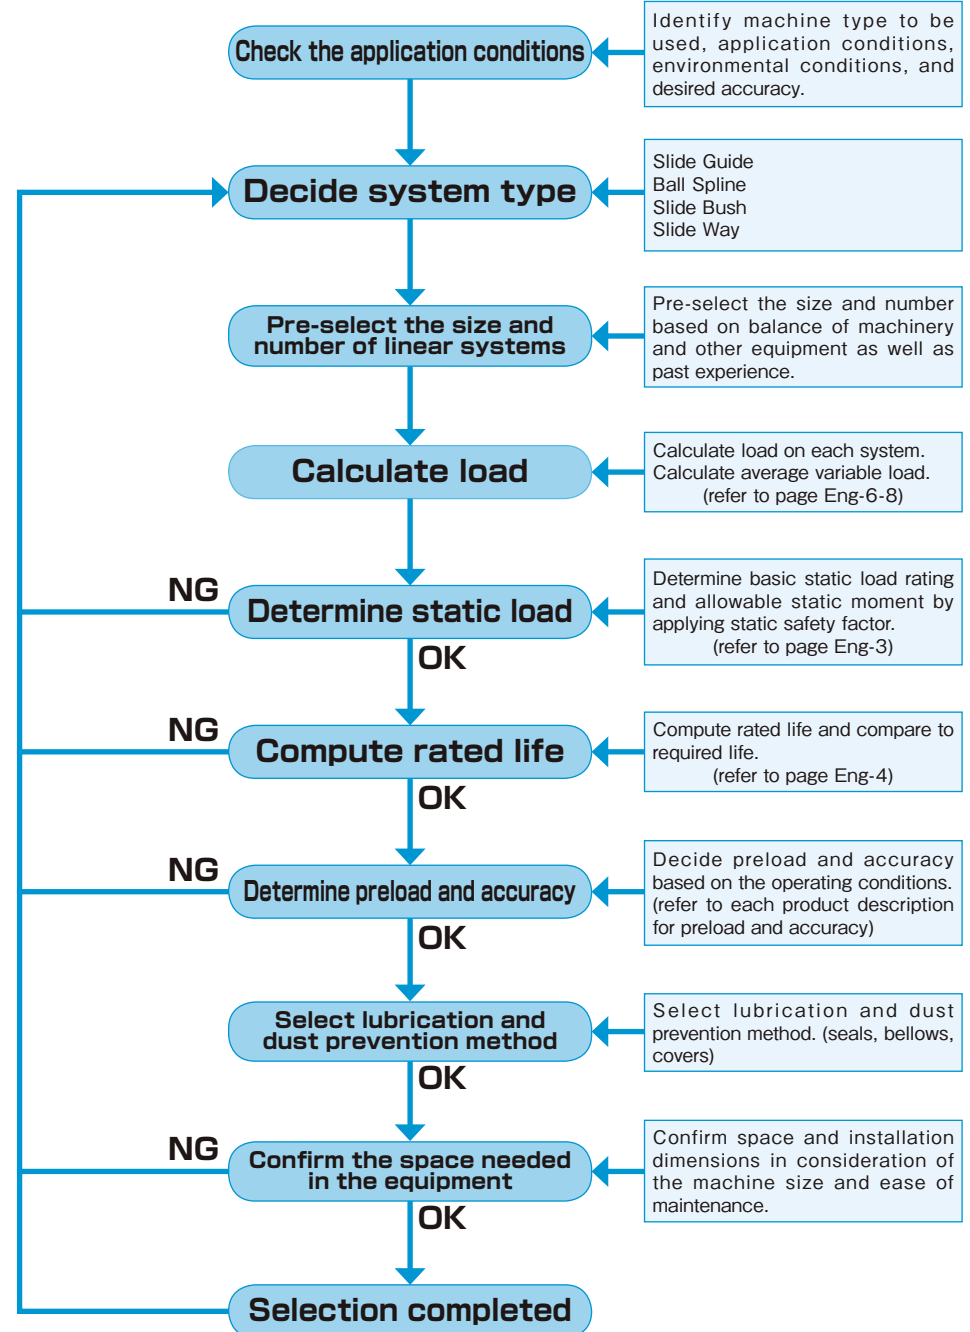 Check the application conditions
Identify machine type to be
used, application conditions,
environmental conditions, and
desired accuracy.
Decide system type
Slide Guide
Ball Spline
Slide Bush
Slide Way
Pre-select the size and
number of linear systems
Pre-select the size and number
based on balance of machinery
and other equipment as well as
past experience.
Calculate load
Calculate load on each system.
Calculate average variable load.
(refer to page Eng-6-8)
NG
Determine static load
OK
Determine basic static load rating
and allowable static moment by
applying static safety factor.
(refer to page Eng-3)
NG
Compute rated life
OK
Compute rated life and compare to
required life.
(refer to page Eng-4)
NG
Determine preload and accuracy
OK
Decide preload and accuracy
based on the operating conditions.
(refer to each product description
for preload and accuracy)
Select lubrication and
dust prevention method
OK
Select lubrication and dust
prevention method. (seals, bellows,
covers)
NG
Confirm the space needed
in the equipment
OK
Confirm space and installation
dimensions in consideration of
the machine size and ease of
maintenance.
Selection completed